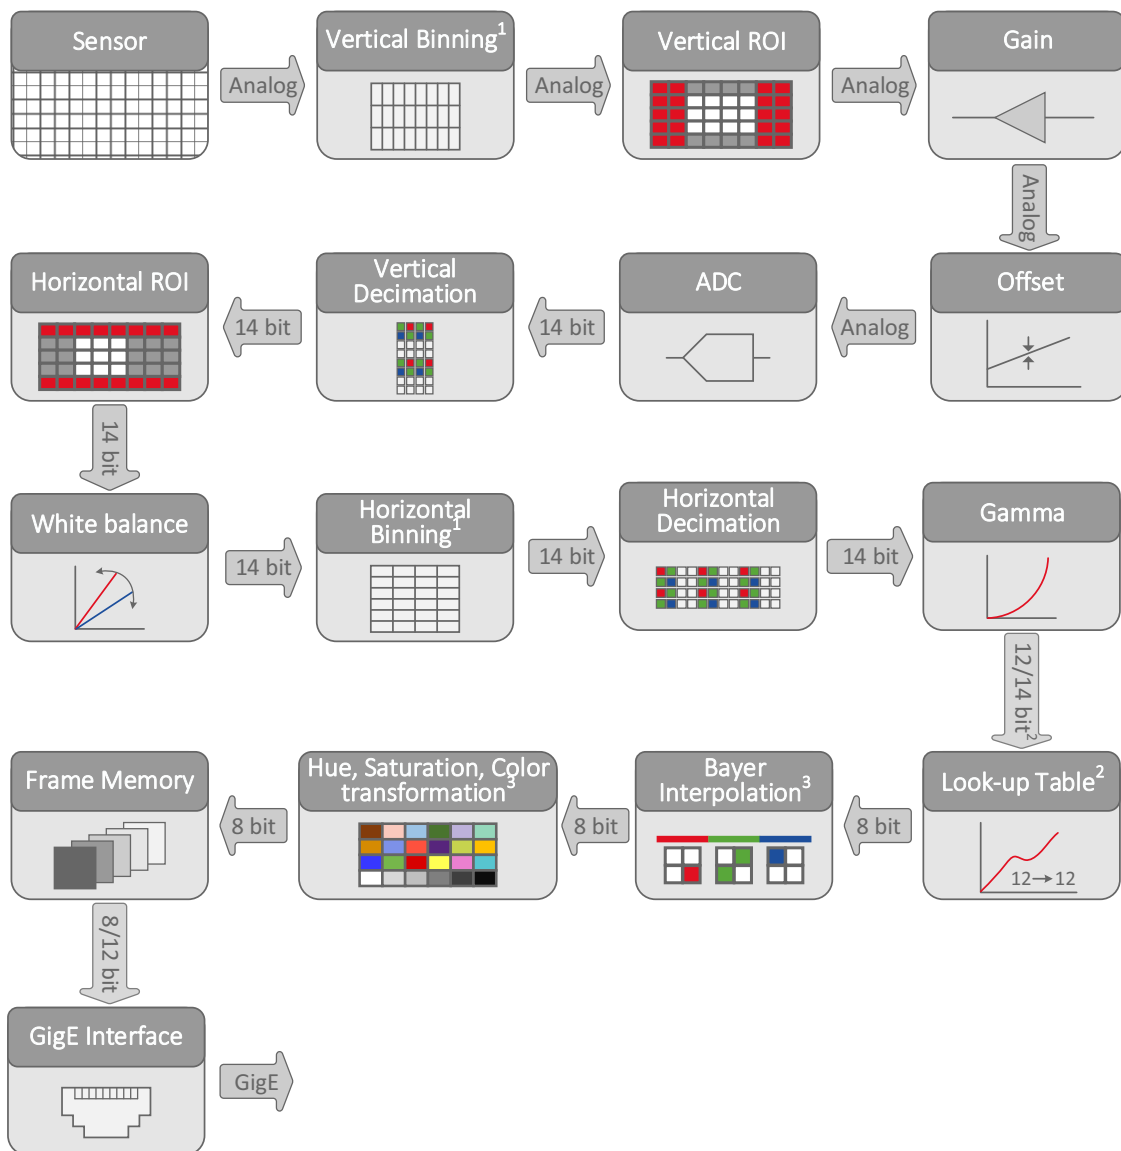 Sensor
Analog
Vertical Binning¹
Analog
Vertical ROI
Analog
Gain
Analog
Offset
Analog
ADC
14 bit
Vertical
Decimation
14 bit
Horizontal ROI
14 bit
White balance
14 bit
Horizontal
Binning¹
14 bit
Horizontal
Decimation
14 bit
Gamma
12/14 bit²
Look-up Table²
12→12
8 bit
Bayer
Interpolation³
8 bit
Hue, Saturation, Color
transformation³
8 bit
Frame Memory
8/12 bit
GigE Interface
GigE